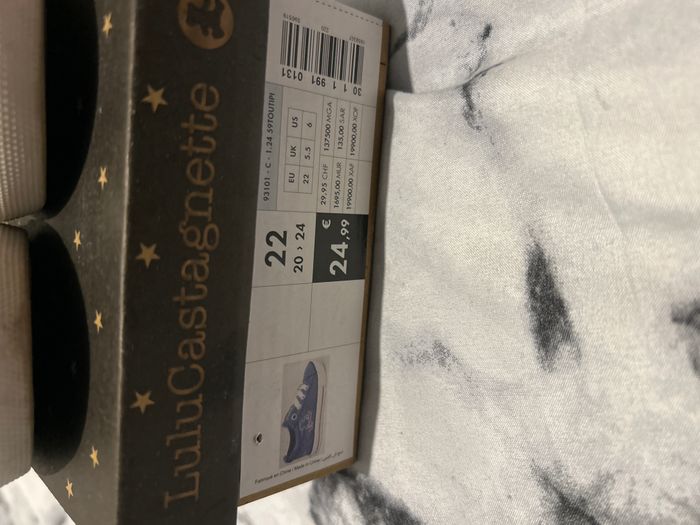 LuluCastagnette
220
30 1 991 0131
93101 - C - 1.24 59TOUTIPI
EU UK US
22 5.5 6
29,95 CHF 137500 MGA
1695,00 MUR 135,00 SAR
19900,00 XAF 19900,00 XOF
22
20 > 24
24,99 €
Fabriqué en Chine / Made in China /